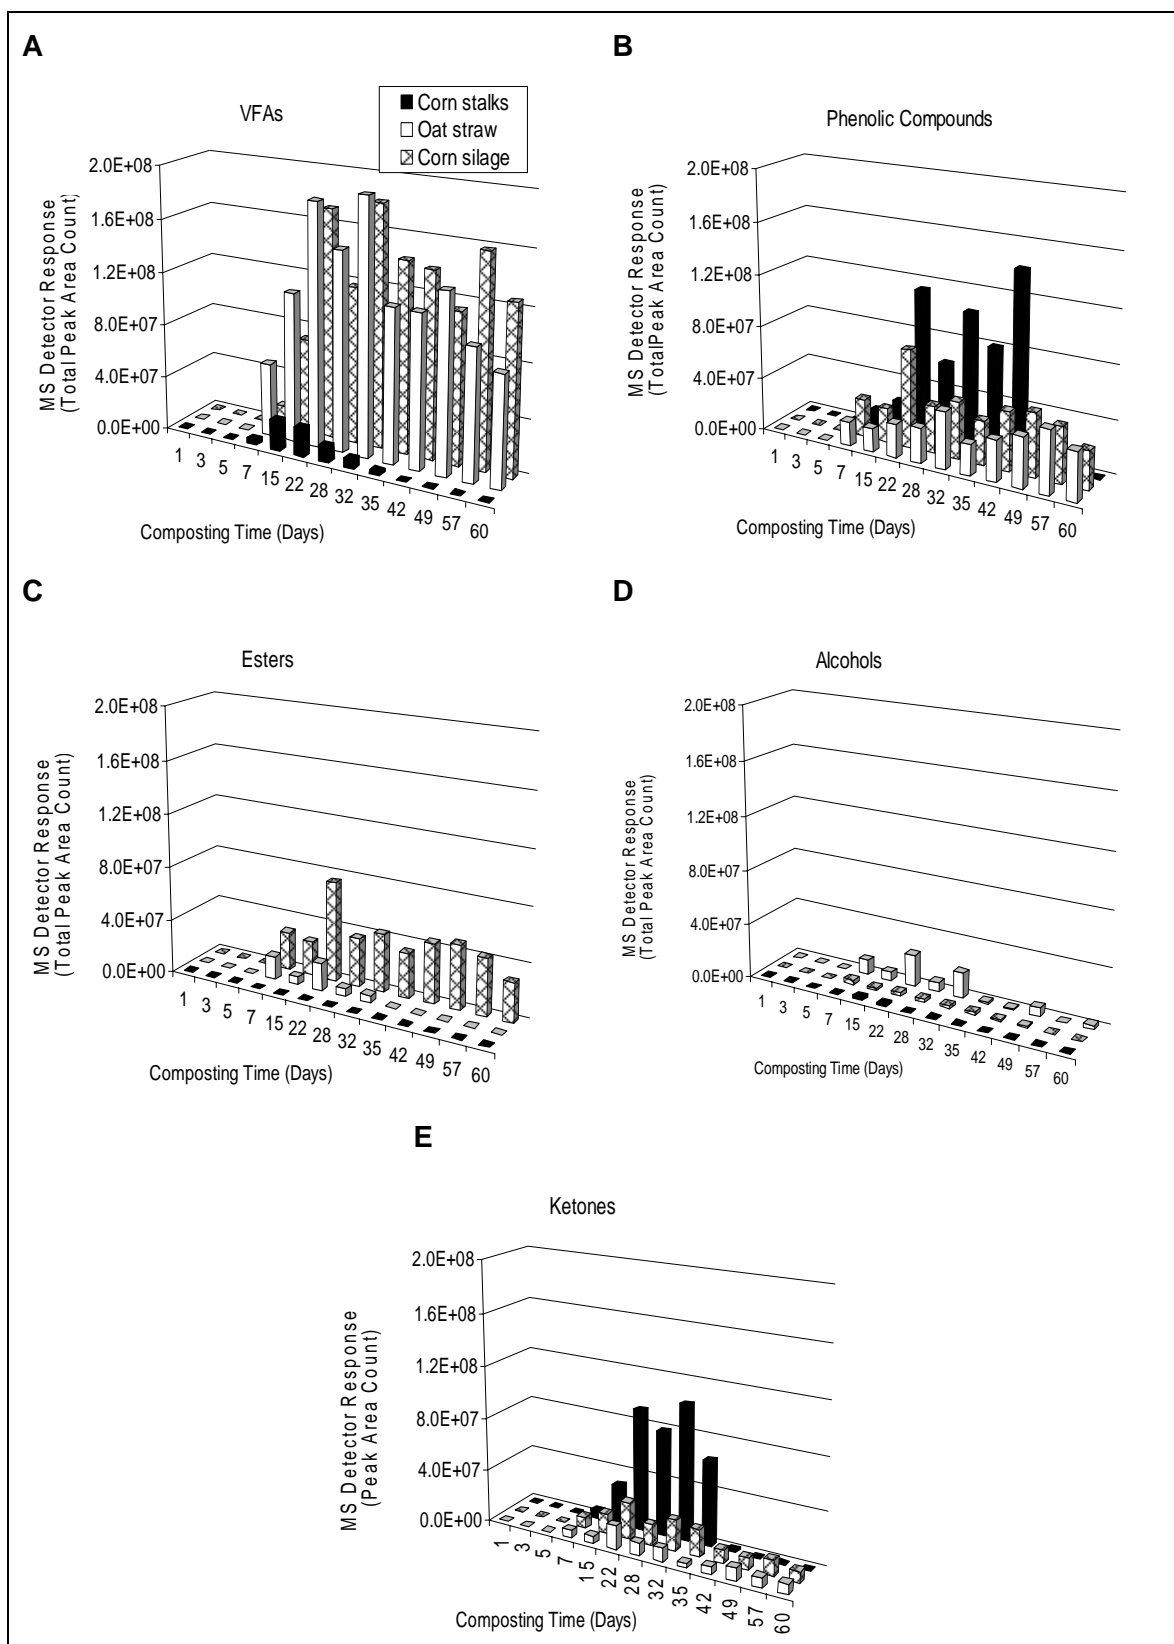 A
VFAs
Corn stalks
Oat straw
Corn silage
MS Detector Response
(Total Peak Area Count)
2.0E+08
1.6E+08
1.2E+08
8.0E+07
4.0E+07
0.0E+00
1 3 5 7 15 22 28 32 35 42 49 57 60
Composting Time (Days)
B
Phenolic Compounds
MS Detector Response
(TotalPeak Area Count)
2.0E+08
1.6E+08
1.2E+08
8.0E+07
4.0E+07
0.0E+00
1 3 5 7 15 22 28 32 35 42 49 57 60
Composting Time (Days)
C
Esters
MS Detector Response
(Total Peak Area Count)
2.0E+08
1.6E+08
1.2E+08
8.0E+07
4.0E+07
0.0E+00
1 3 5 7 15 22 28 32 35 42 49 57 60
Composting Time (Days)
D
Alcohols
MS Detector Response
(Total Peak Area Count)
2.0E+08
1.6E+08
1.2E+08
8.0E+07
4.0E+07
0.0E+00
1 3 5 7 15 22 28 32 35 42 49 57 60
Composting Time (Days)
E
Ketones
MS Detector Response
(Peak Area Count)
2.0E+08
1.6E+08
1.2E+08
8.0E+07
4.0E+07
0.0E+00
1 3 5 7 15 22 28 32 35 42 49 57 60
Composting Time (Days)